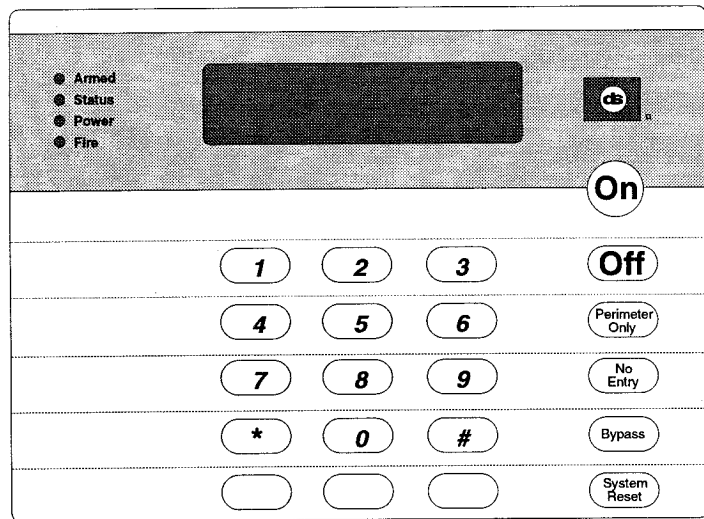 Armed
Status
Power
Fire
ds
On
1 2 3 Off
4 5 6 Perimeter
Only
7 8 9 No
Entry
* 0 # Bypass
System
Reset